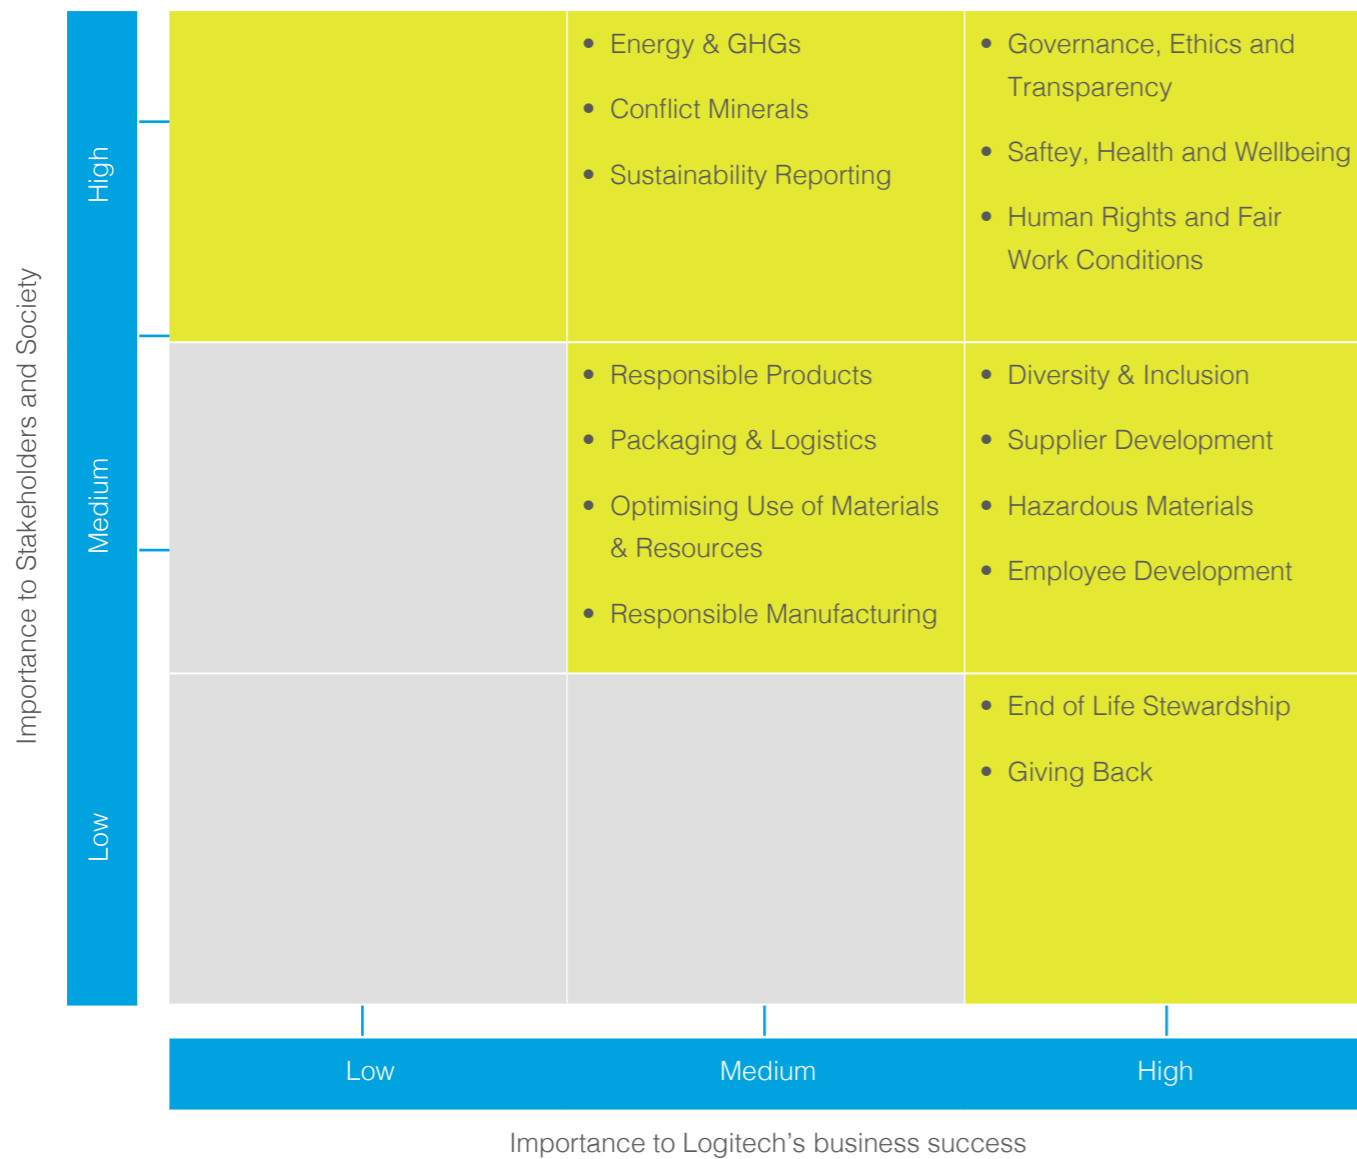 Importance to Stakeholders and Society
High
Medium
Low
• Energy & GHGs
• Conflict Minerals
• Sustainability Reporting
• Governance, Ethics and
Transparency
• Saftey, Health and Wellbeing
• Human Rights and Fair
Work Conditions
• Responsible Products
• Packaging & Logistics
• Optimising Use of Materials
& Resources
• Responsible Manufacturing
• Diversity & Inclusion
• Supplier Development
• Hazardous Materials
• Employee Development
• End of Life Stewardship
• Giving Back
Low
Medium
High
Importance to Logitech's business success